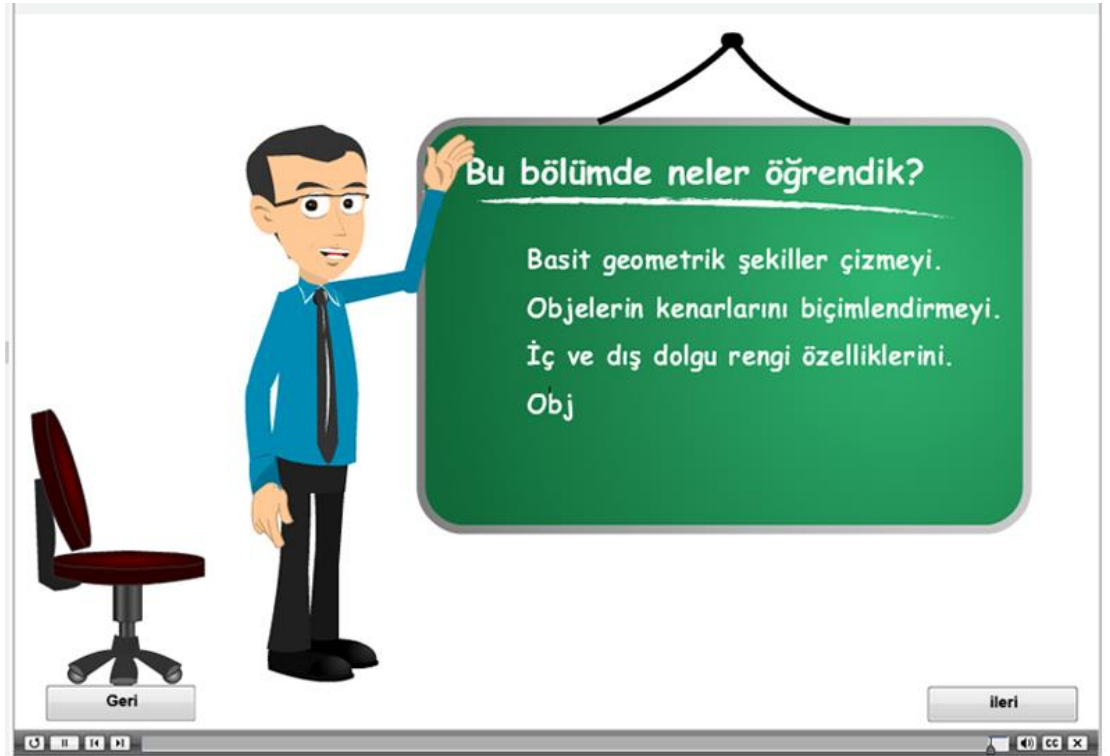 Bu bölümde neler öğrendik?
Basit geometrik şekiller çizmeyi.
Objelerin kenarlarını biçimlendirmeyi.
İç ve dış dolgu rengi özelliklerini.
Obj
Geri
ileri
CC